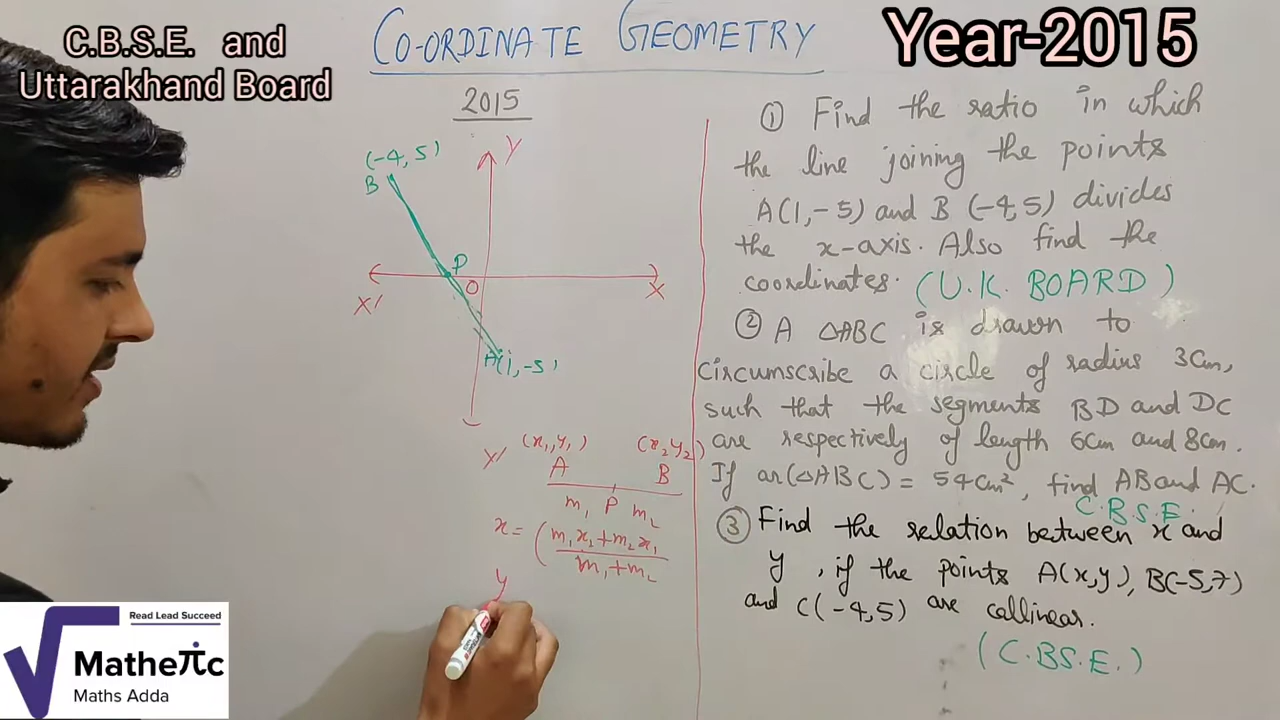 C.B.S.E. and
Uttarakhand Board
CO-ORDINATE GEOMETRY
Year-2015
2015
(-4, 5)
B
Y
P
O
X'
X
A(1, -5)
Y'
(x₁, y₁)
(x₂ y₂)
A
B
m₁ P m₂
x = (m₁x₂+m₂x₁
m₁+m₂
y
① Find the ratio in which
the line joining the points
A(1, -5) and B (-4,5) divides
the x-axis. Also find the
coordinates. (U.K. BOARD)
② A △ABC is drawn to
circumscribe a circle of radius 3cm,
such that the segments BD and DC
are respectively of length 6cm and 8cm.
If ar(△ABC) = 54cm², find AB and AC.
C.B.S.E.
③ Find the relation between x and
y, if the points A(x,y), B(-5,7)
and C(-4,5) are callinear.
(C.B.S.E.)
Read Lead Succeed
Matheπc
Maths Adda